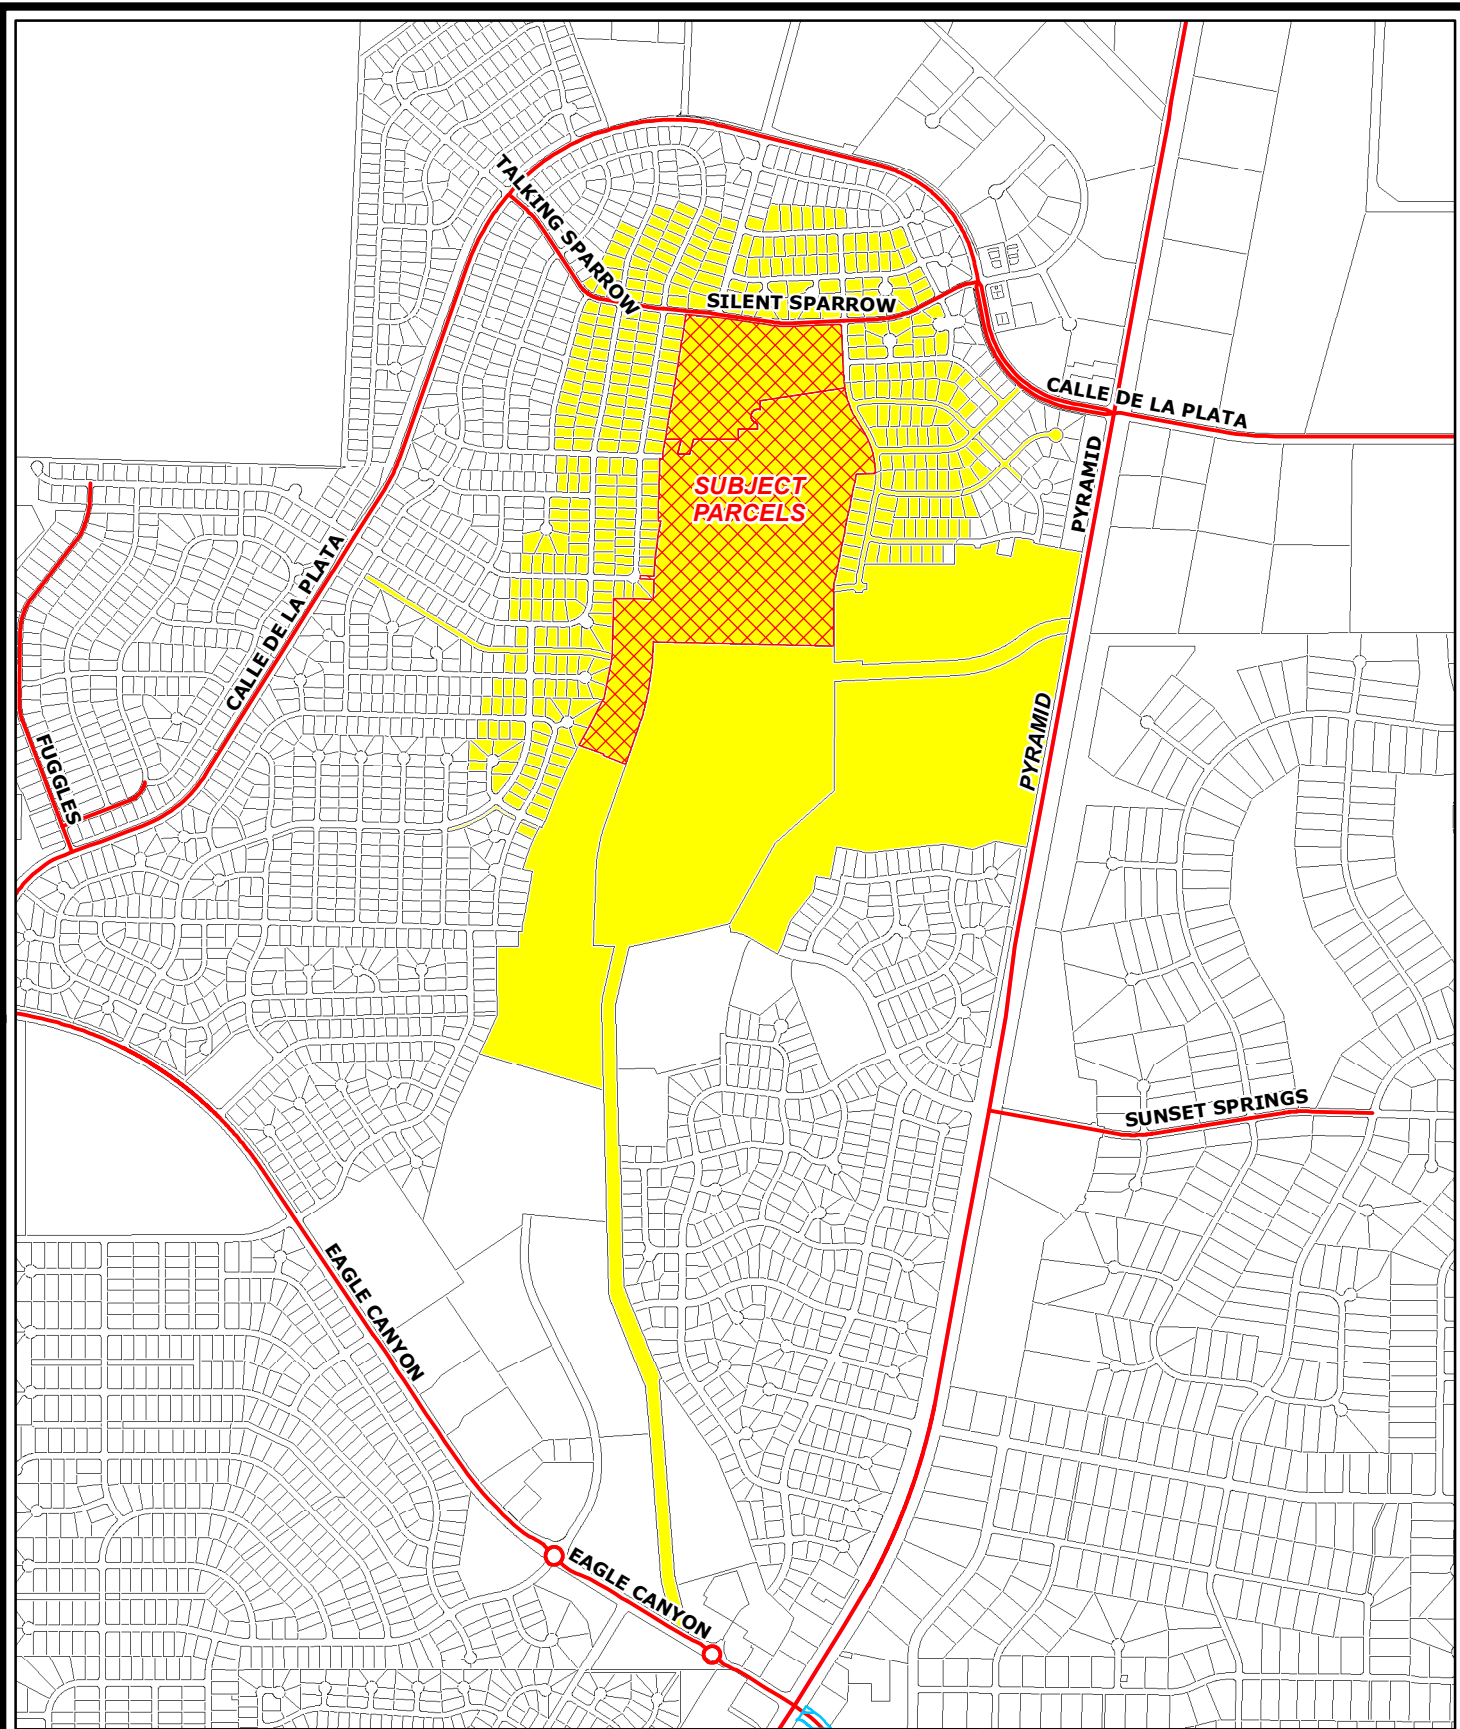 TALKING SPARROW
SILENT SPARROW
CALLE DE LA PLATA
PYRAMID
SUBJECT
PARCELS
CALLE DE LA PLATA
PYRAMID
FUGGLES
SUNSET SPRINGS
EAGLE CANYON
EAGLE CANYON